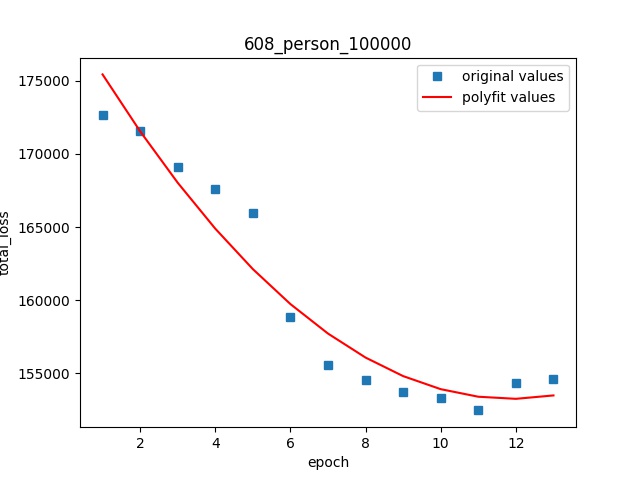 608_person_100000
original values
polyfit values
175000
170000
165000
160000
155000
total_loss
2
4
6
8
10
12
epoch